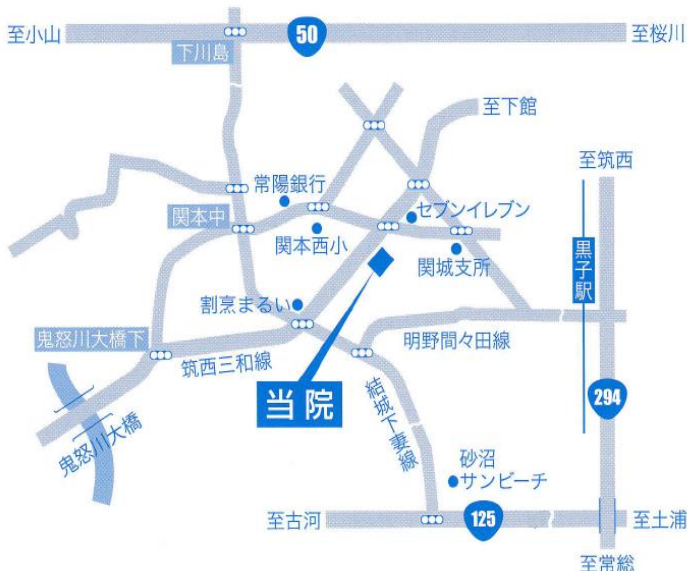 至小山
50
至桜川
下川島
至下館
至筑西
常陽銀行
セブンイレブン
関本中
関本西小
関城支所
黒子駅
割烹まるい
鬼怒川大橋下
筑西三和線
明野間々田線
当院
結城下妻線
294
鬼怒川大橋
砂沼
サンビーチ
至古河
125
至土浦
至常総